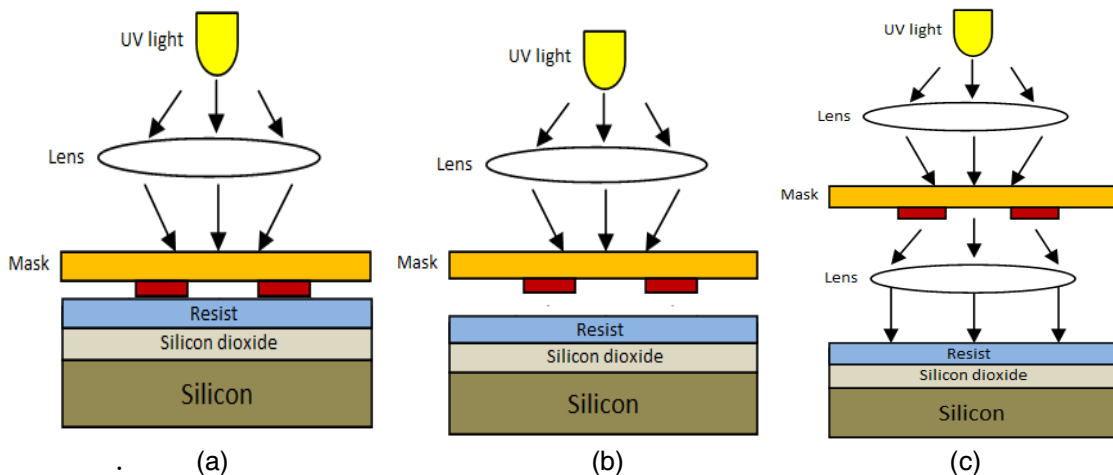 UV light
Lens
Mask
Resist
Silicon dioxide
Silicon
(a)
UV light
Lens
Mask
Resist
Silicon dioxide
Silicon
(b)
UV light
Lens
Mask
Lens
Resist
Silicon dioxide
Silicon
(c)